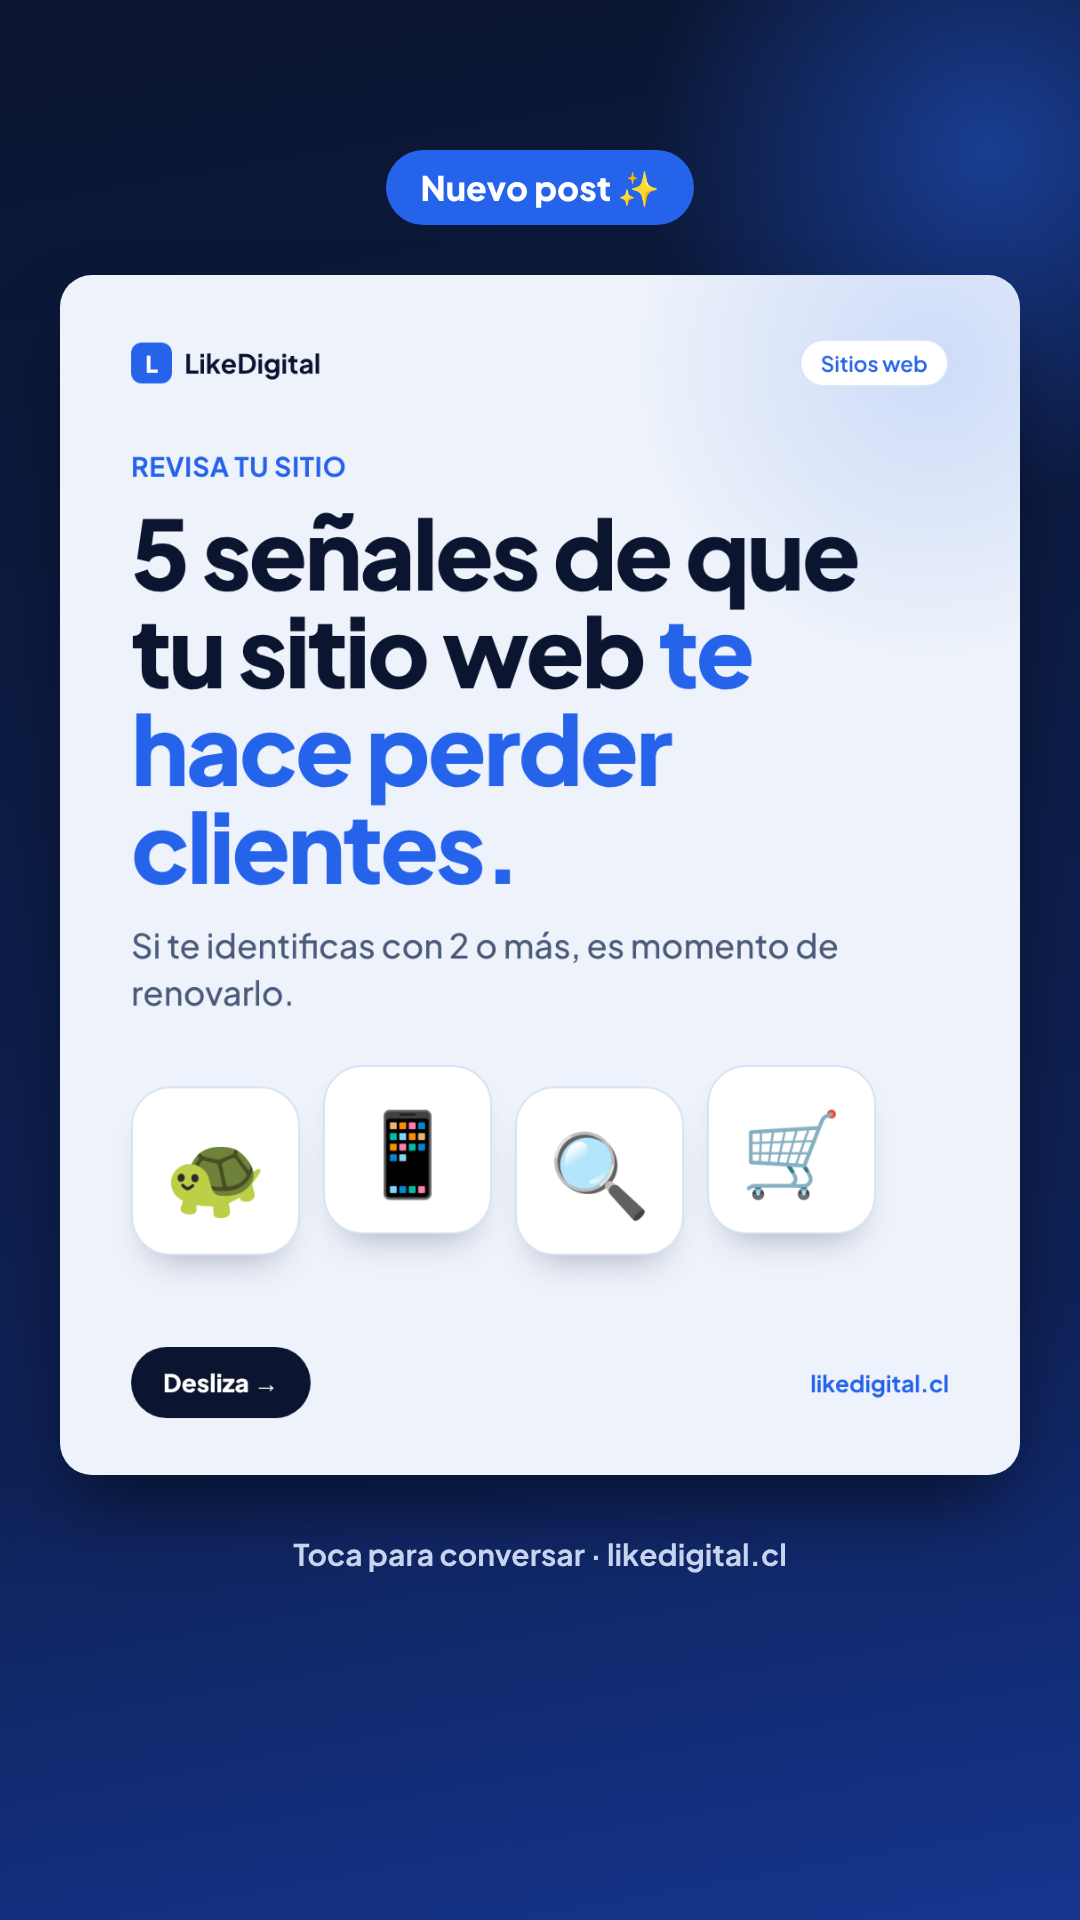 Nuevo post ✨
L LikeDigital
Sitios web
REVISA TU SITIO
5 señales de que
tu sitio web te
hace perder
clientes.
Si te identificas con 2 o más, es momento de
renovarlo.
Desliza →
likedigital.cl
Toca para conversar · likedigital.cl